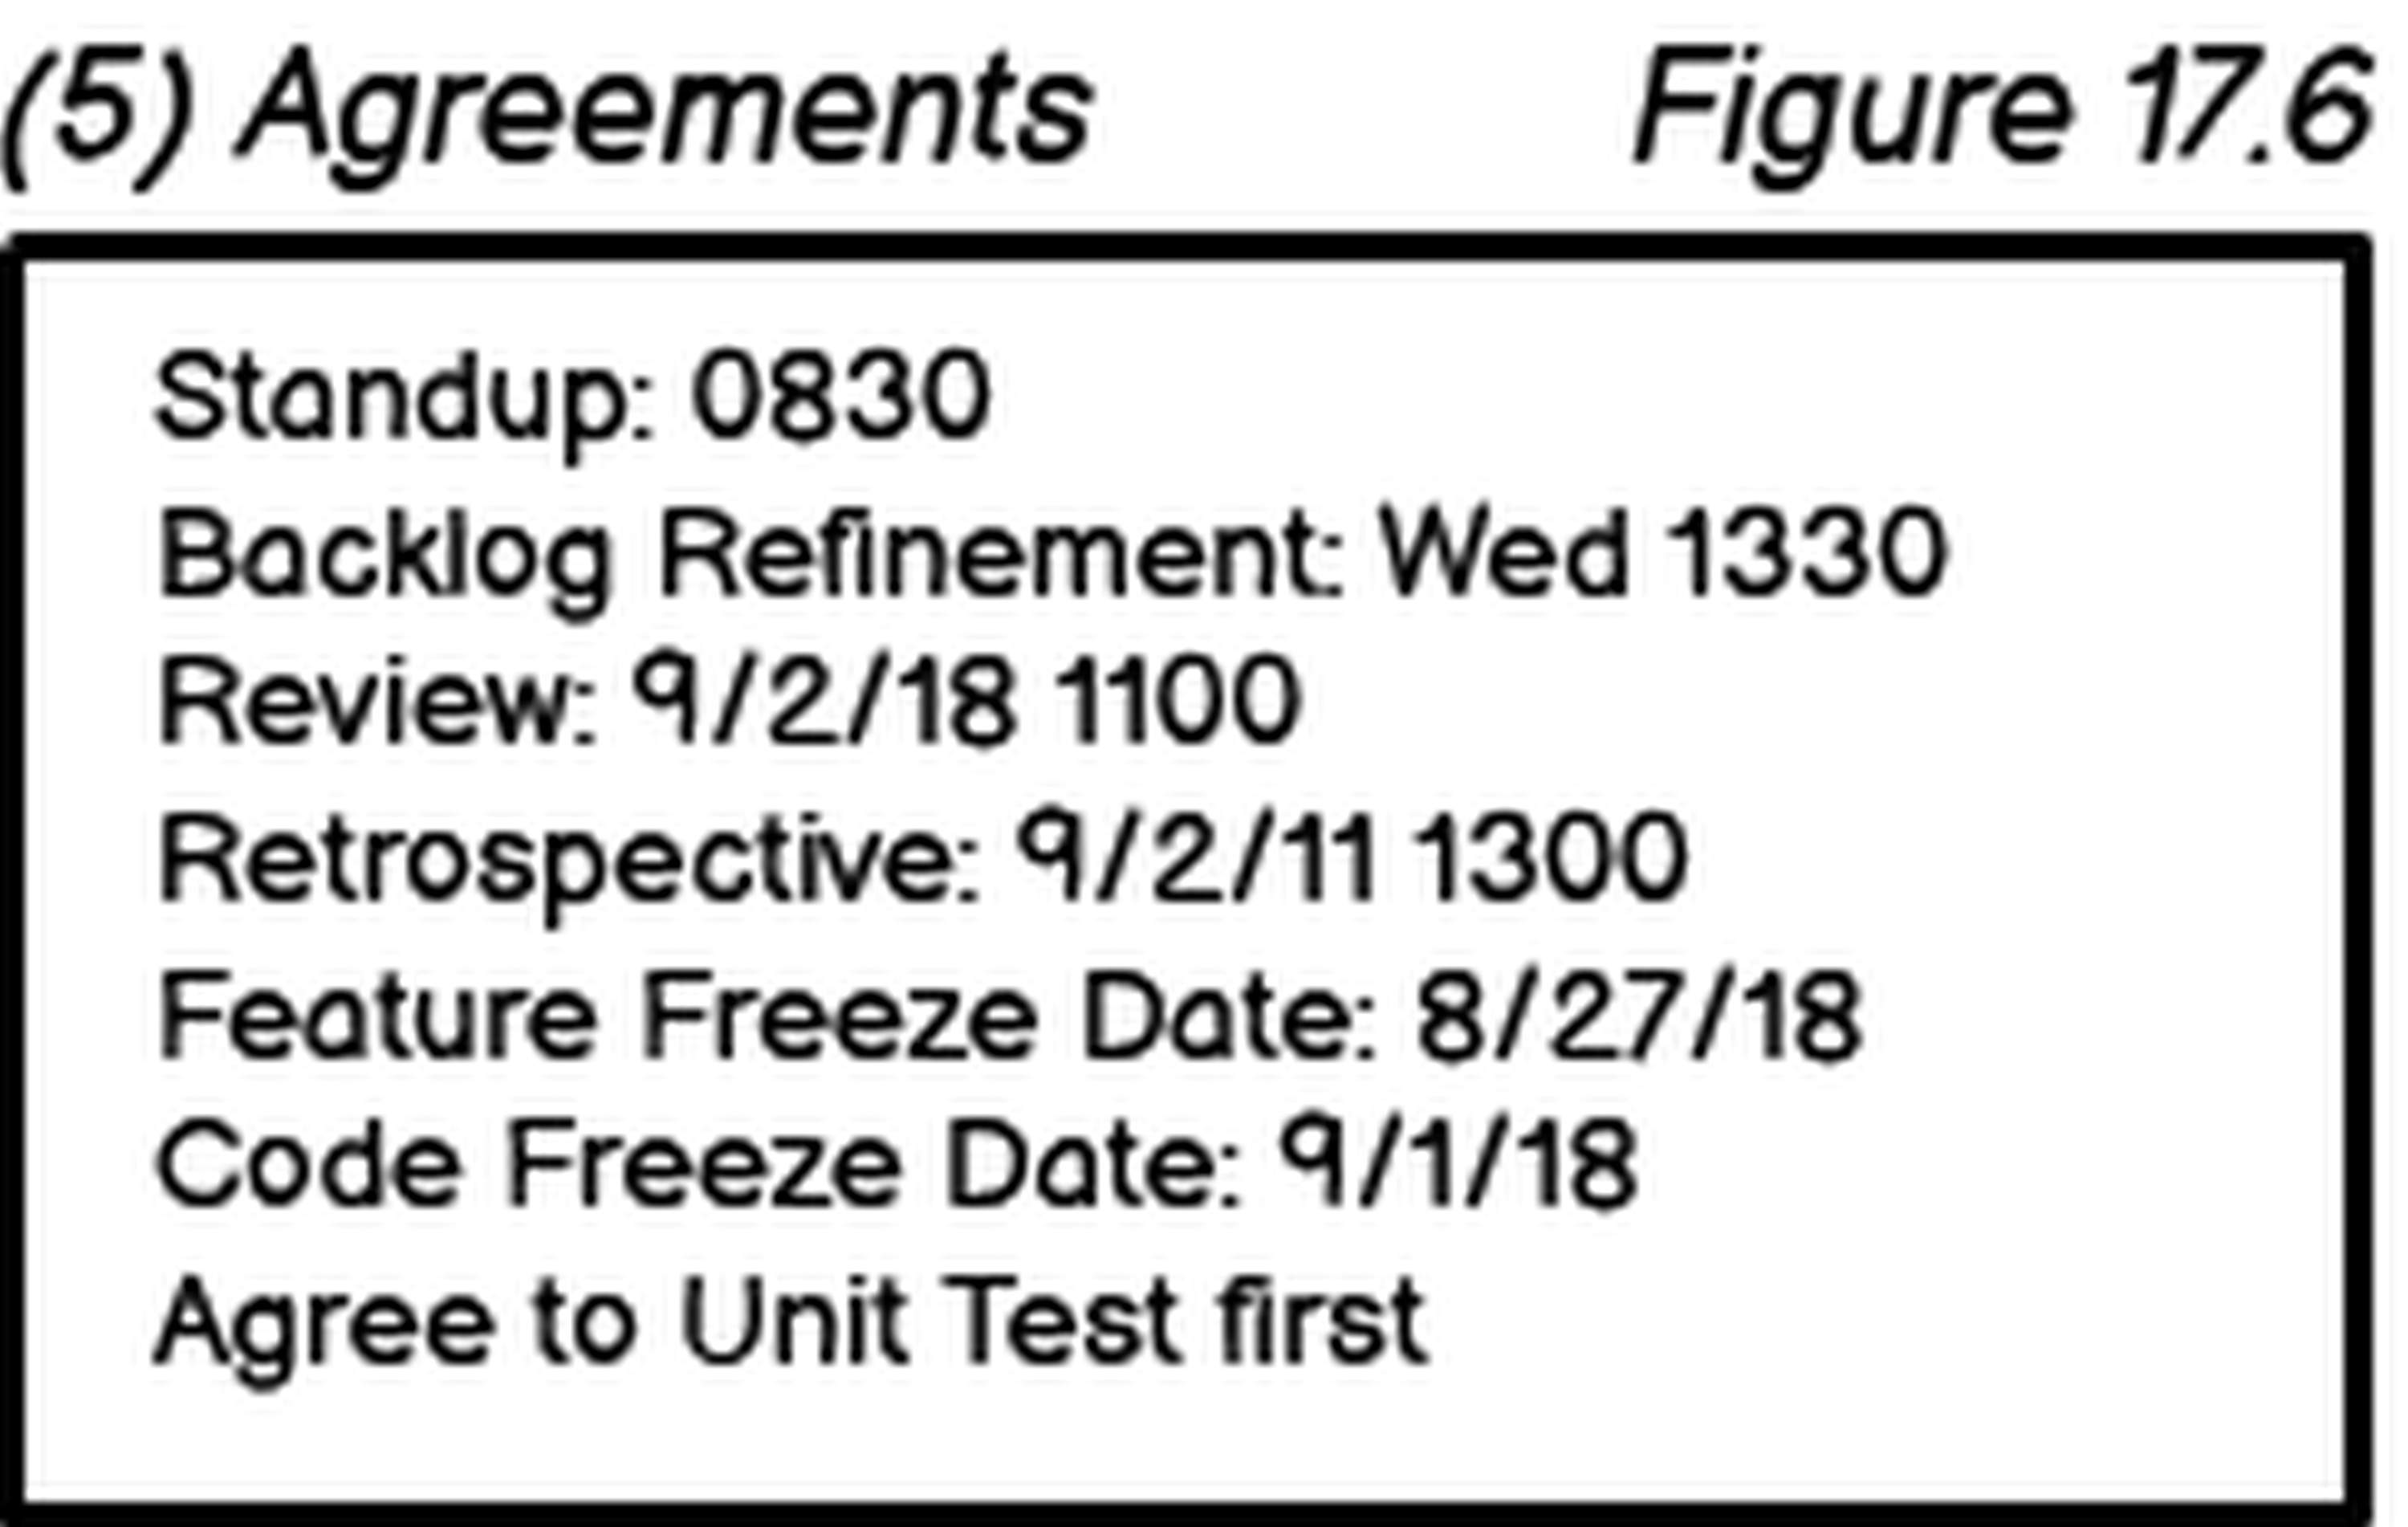 (5) Agreements Figure 17.6
Standup: 0830
Backlog Refinement: Wed 1330
Review: 9/2/18 1100
Retrospective: 9/2/11 1300
Feature Freeze Date: 8/27/18
Code Freeze Date: 9/1/18
Agree to Unit Test first